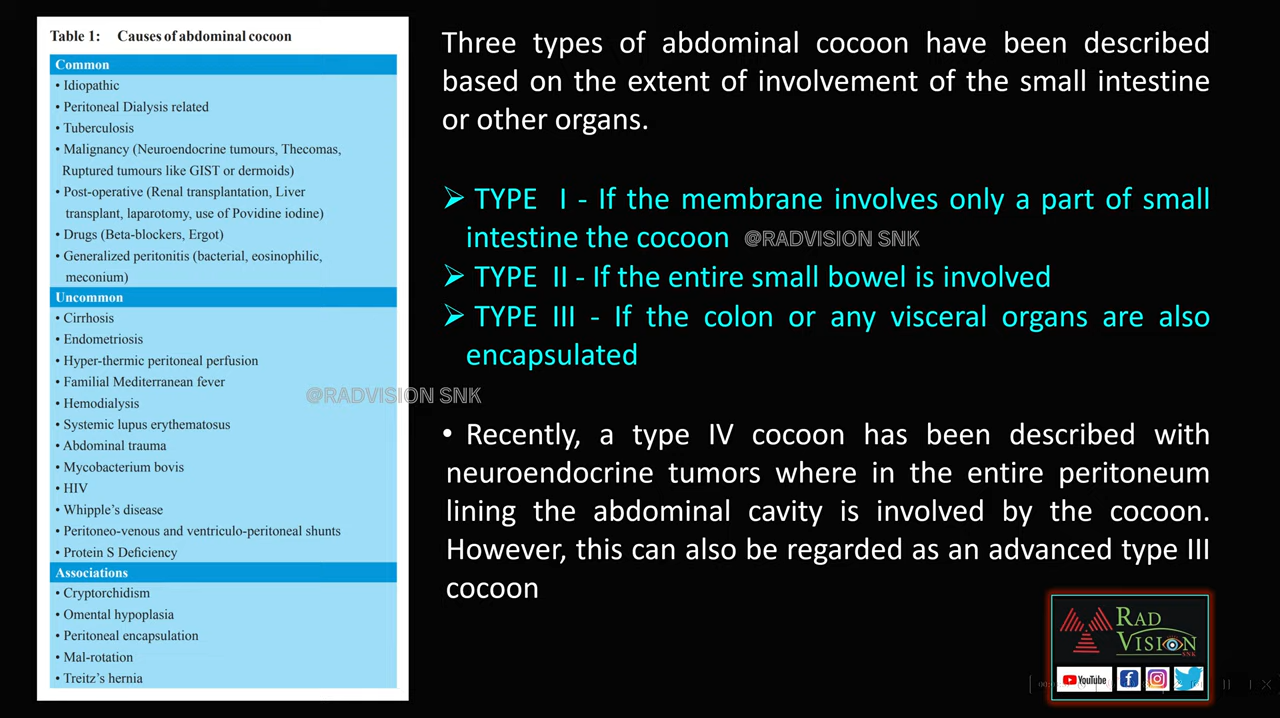 Table 1: Causes of abdominal cocoon
Common
• Idiopathic
• Peritoneal Dialysis related
• Tuberculosis
• Malignancy (Neuroendocrine tumours, Thecomas,
Ruptured tumours like GIST or dermoids)
• Post-operative (Renal transplantation, Liver
transplant, laparotomy, use of Povidine iodine)
• Drugs (Beta-blockers, Ergot)
• Generalized peritonitis (bacterial, eosinophilic,
meconium)
Uncommon
• Cirrhosis
• Endometriosis
• Hyper-thermic peritoneal perfusion
• Familial Mediterranean fever
• Hemodialysis
• Systemic lupus erythematosus
• Abdominal trauma
• Mycobacterium bovis
• HIV
• Whipple's disease
• Peritoneo-venous and ventriculo-peritoneal shunts
• Protein S Deficiency
Associations
• Cryptorchidism
• Omental hypoplasia
• Peritoneal encapsulation
• Mal-rotation
• Treitz's hernia
@RADVISION SNK
Three types of abdominal cocoon have been described
based on the extent of involvement of the small intestine
or other organs.
➢ TYPE I - If the membrane involves only a part of small
intestine the cocoon @RADVISION SNK
➢ TYPE II - If the entire small bowel is involved
➢ TYPE III - If the colon or any visceral organs are also
encapsulated
• Recently, a type IV cocoon has been described with
neuroendocrine tumors where in the entire peritoneum
lining the abdominal cavity is involved by the cocoon.
However, this can also be regarded as an advanced type III
cocoon
RAD
VISION
SNK
YouTube